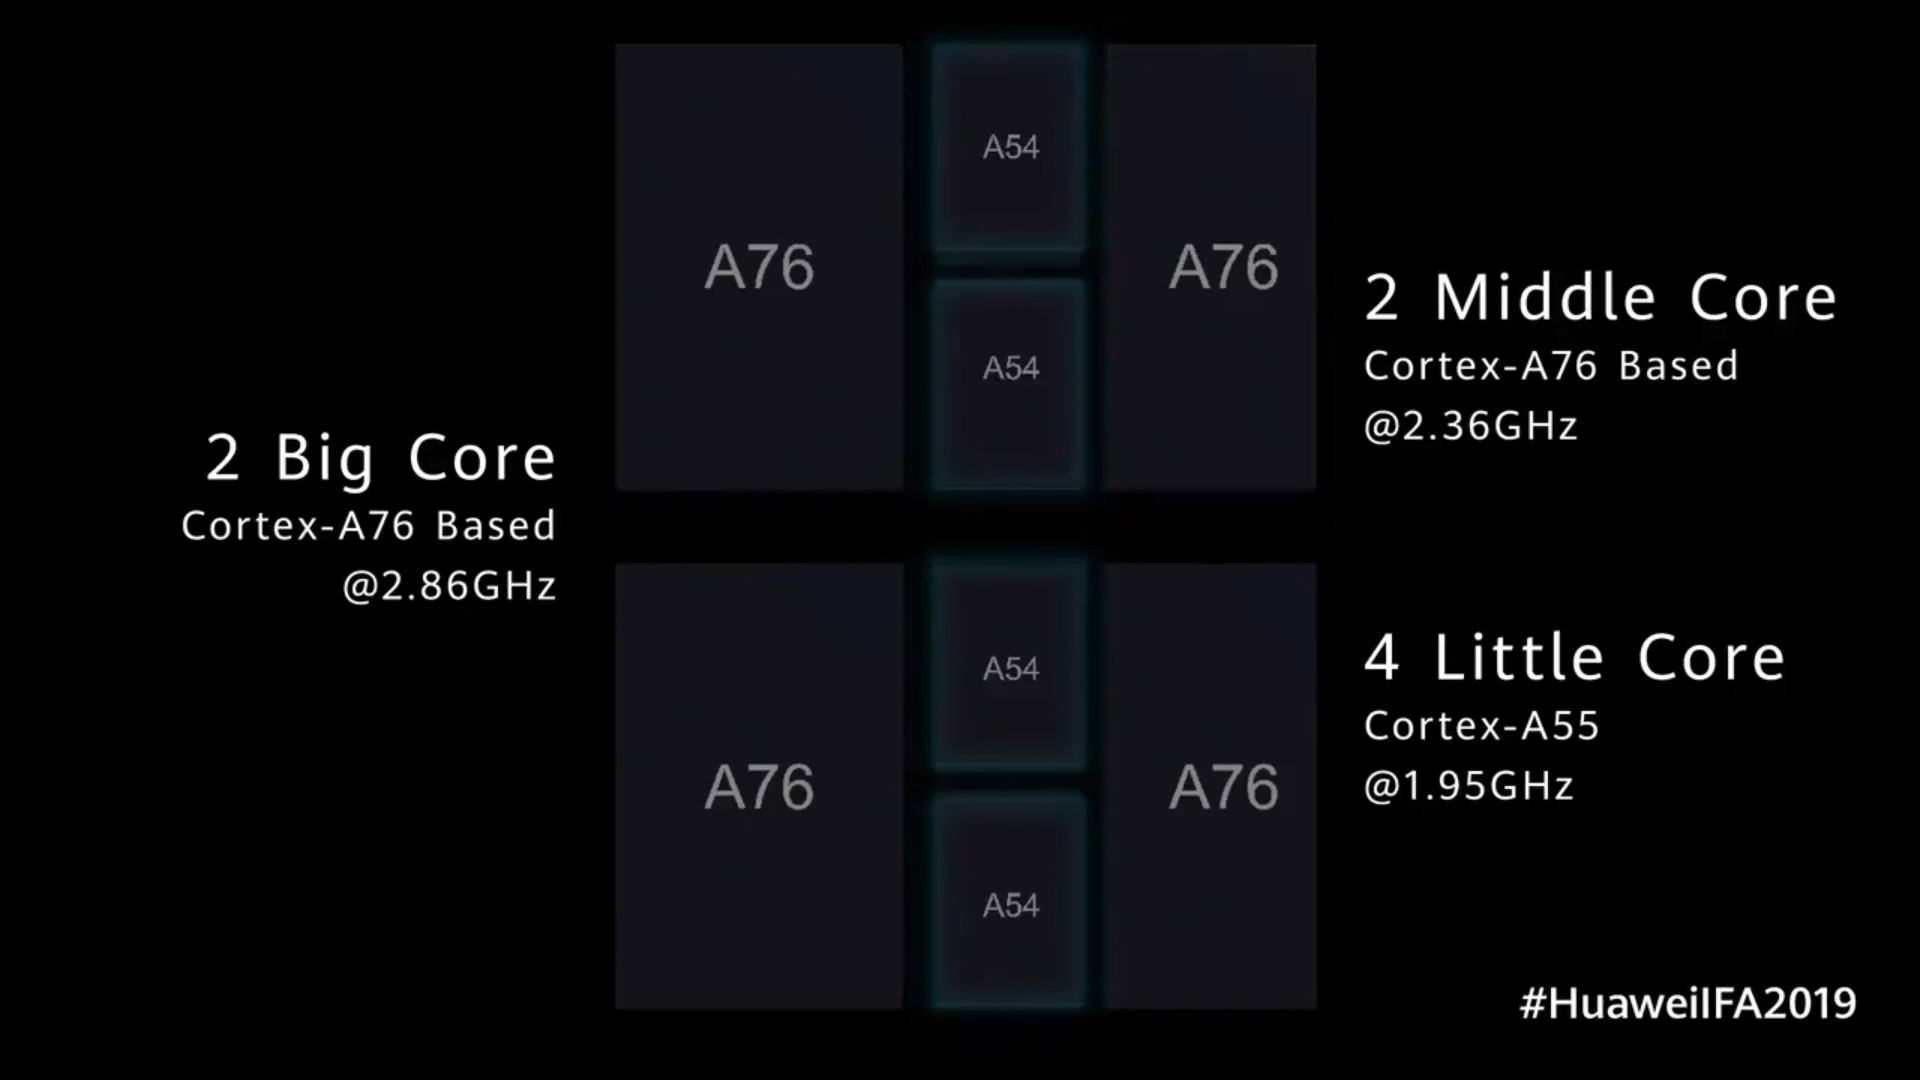 2 Big Core
Cortex-A76 Based
@2.86GHz
A76
A54
A76
A54
A76
A54
A76
A54
2 Middle Core
Cortex-A76 Based
@2.36GHz
4 Little Core
Cortex-A55
@1.95GHz
#HuaweiIFA2019